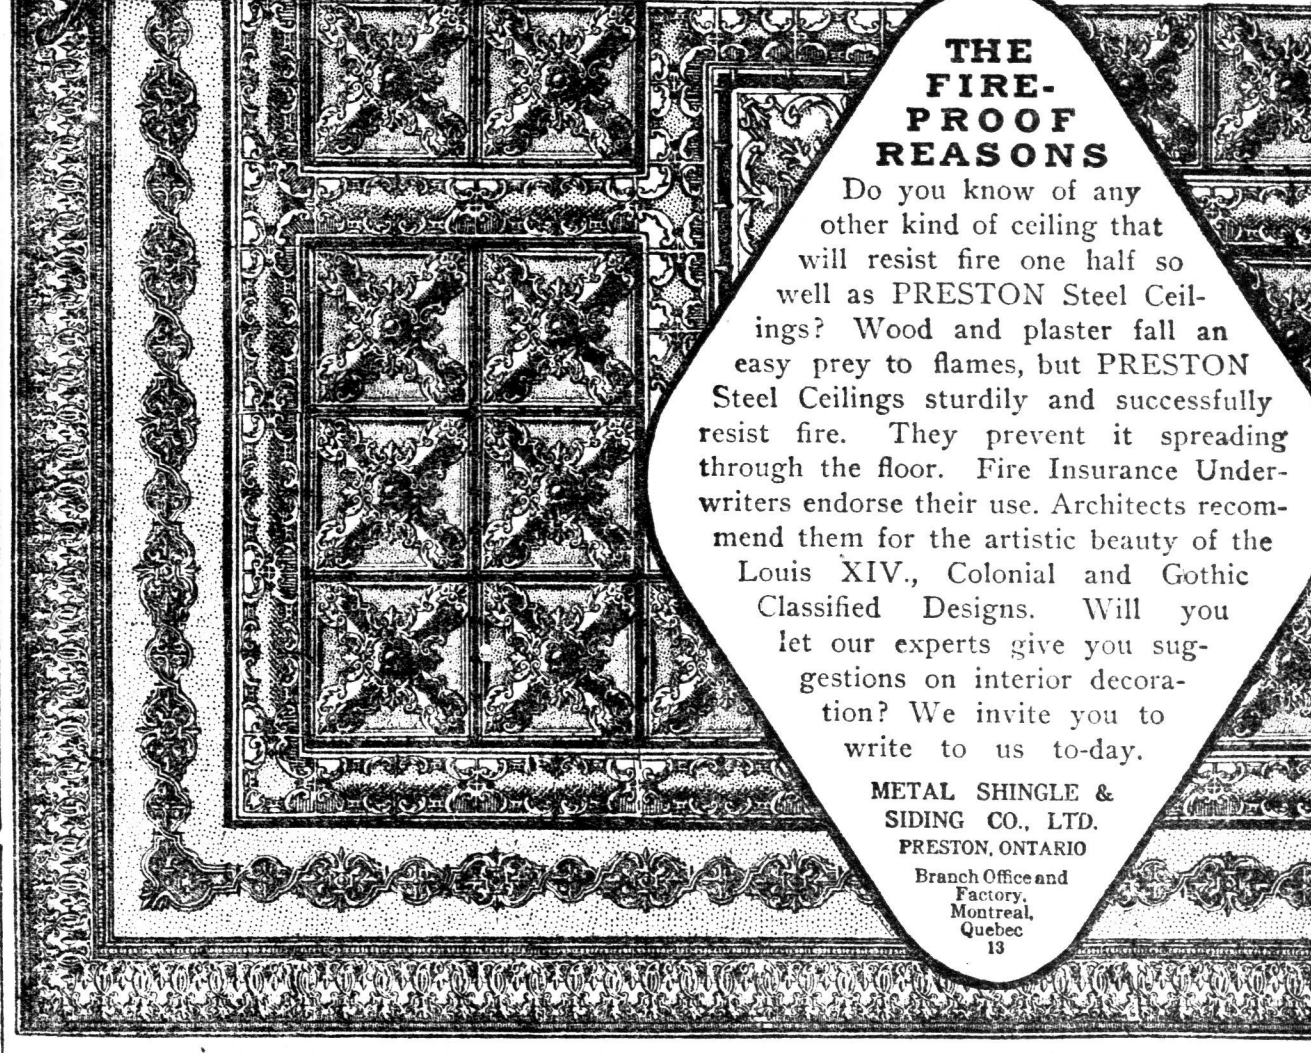 THE
FIRE-
PROOF
REASONS
Do you know of any
other kind of ceiling that
will resist fire one half so
well as PRESTON Steel Ceil-
ings? Wood and plaster fall an
easy prey to flames, but PRESTON
Steel Ceilings sturdily and successfully
resist fire. They prevent it spreading
through the floor. Fire Insurance Under-
writers endorse their use. Architects recom-
mend them for the artistic beauty of the
Louis XIV., Colonial and Gothic
Classified Designs. Will you
let our experts give you sug-
gestions on interior decora-
tion? We invite you to
write to us to-day.
METAL SHINGLE &
SIDING CO., LTD.
PRESTON, ONTARIO
Branch Office and
Factory,
Montreal,
Quebec
13